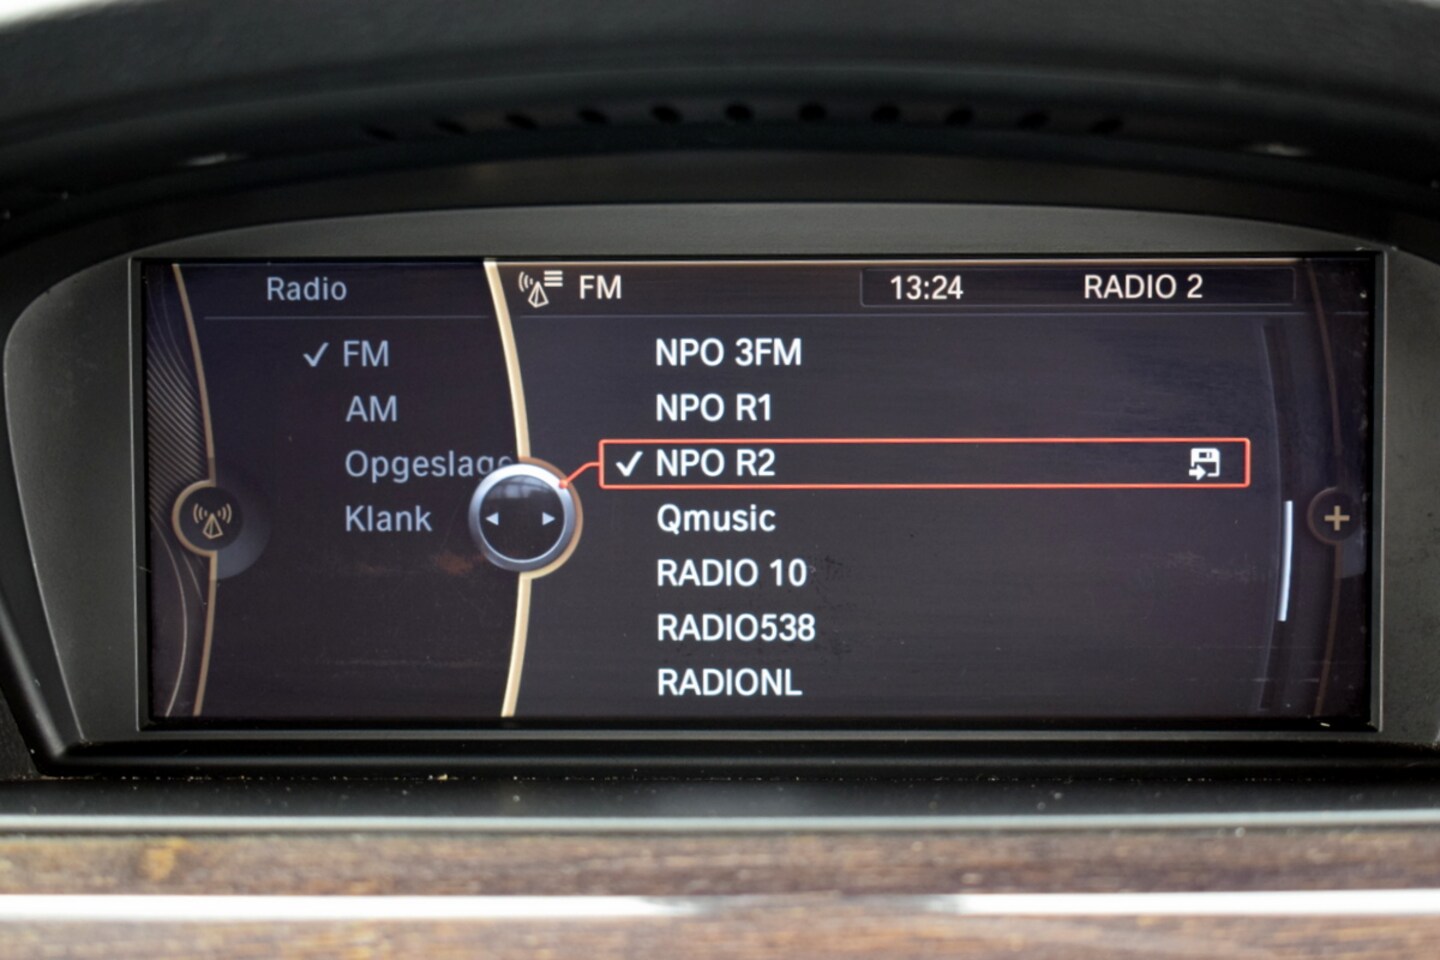 Radio
FM
AM
Opgeslage
Klank
FM
13:24
RADIO 2
NPO 3FM
NPO R1
NPO R2
Qmusic
RADIO 10
RADIO538
RADIONL